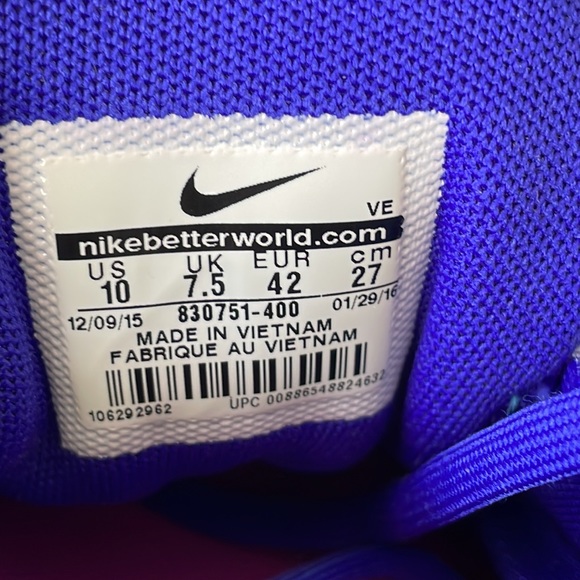 VE
nikebetterworld.com
US UK EUR cm
10 7.5 42 27
12/09/15 830751-400 01/29/16
MADE IN VIETNAM
FABRIQUE AU VIETNAM
106292962 UPC 00886548824632